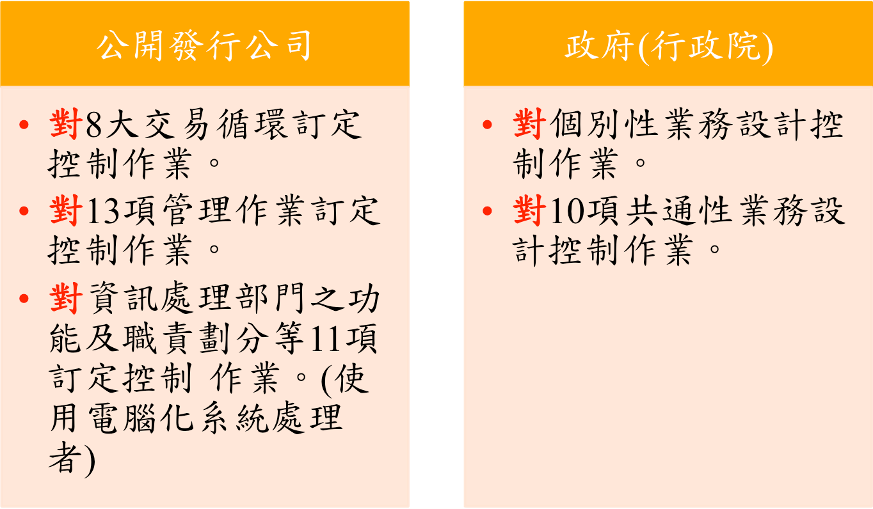 公開發行公司
• 對8大交易循環訂定
控制作業。
• 對13項管理作業訂定
控制作業。
• 對資訊處理部門之功
能及職責劃分等11項
訂定控制 作業。(使
用電腦化系統處理
者)
政府(行政院)
• 對個別性業務設計控
制作業。
• 對10項共通性業務設
計控制作業。